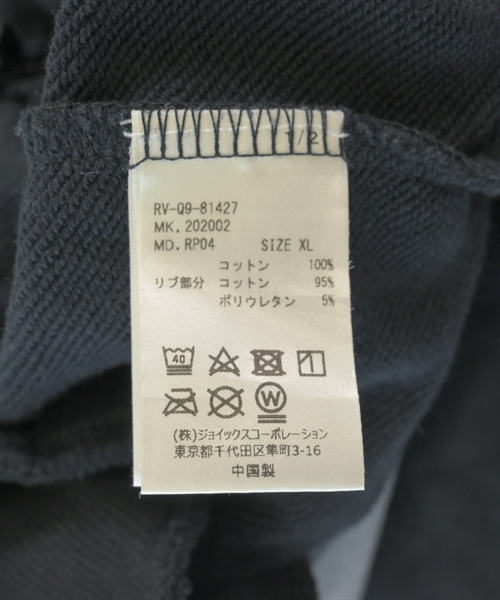 1/2
RV-Q9-81427
MK. 202002
MD. RP04 SIZE XL
コットン 100%
リブ部分 コットン 95%
ポリウレタン 5%
40
W
(株)ジョイックスコーポレーション
東京都千代田区隼町3-16
中国製